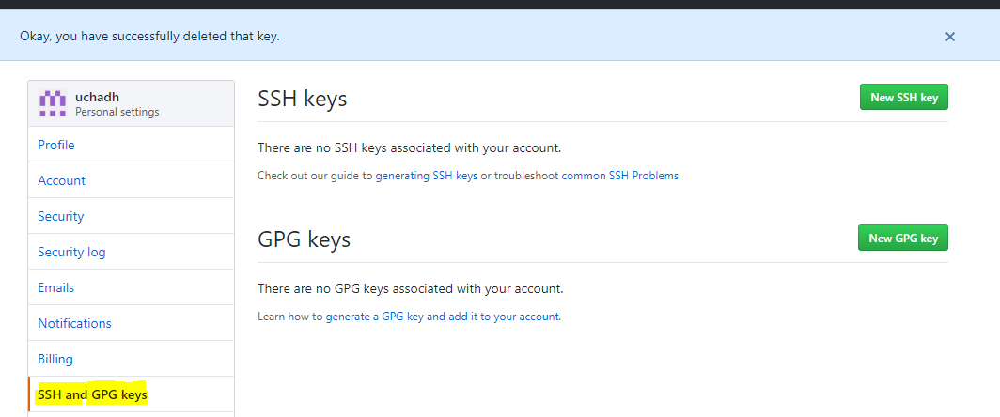 Okay, you have successfully deleted that key.
uchadh
Personal settings
Profile
Account
Security
Security log
Emails
Notifications
Billing
SSH and GPG keys
SSH keys
New SSH key
There are no SSH keys associated with your account.
Check out our guide to generating SSH keys or troubleshoot common SSH Problems.
GPG keys
New GPG key
There are no GPG keys associated with your account.
Learn how to generate a GPG key and add it to your account.